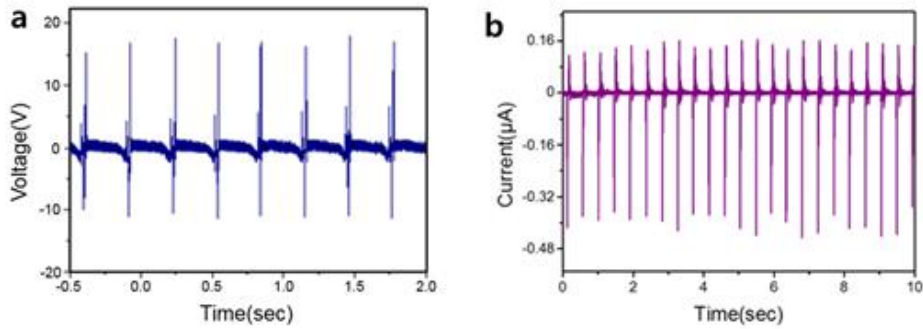 a
20
10
0
-10
-20
Voltage(V)
-0.5 0.0 0.5 1.0 1.5 2.0
Time(sec)
b
0.16
0
-0.16
-0.32
-0.48
Current(μA)
0 2 4 6 8 10
Time(sec)